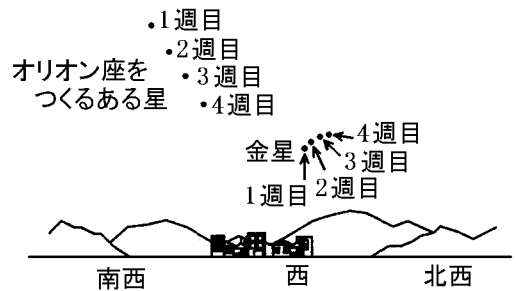 1週目
2週目
オリオン座を
つくるある星
3週目
4週目
金星
4週目
3週目
2週目
1週目
南西
西
北西